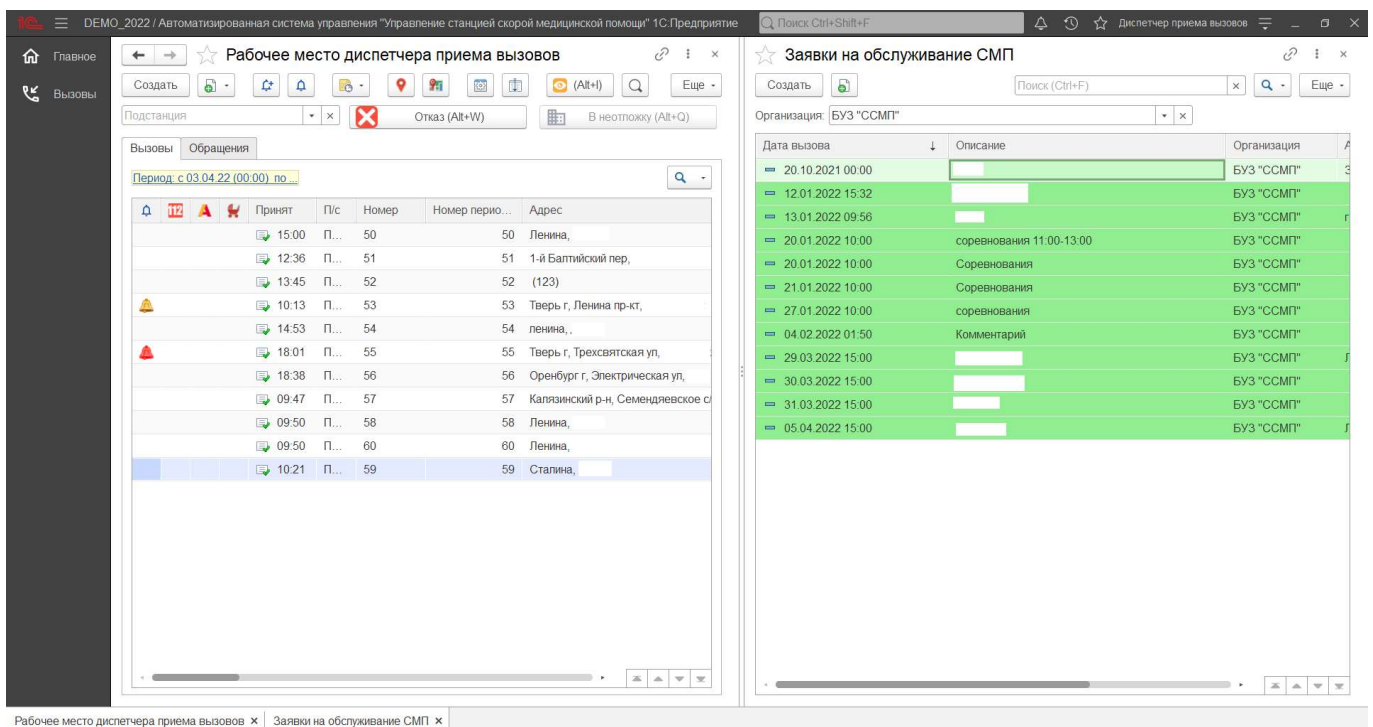 1С DEMO_2022 / Автоматизированная система управления "Управление станцией скорой медицинской помощи" 1С:Предприятие Поиск Ctrl+Shift+F Диспетчер приема вызовов
Главное
Вызовы
Рабочее место диспетчера приема вызовов
Создать (Alt+I) Еще
Подстанция Отказ (Alt+W) В неотложку (Alt+Q)
Вызовы Обращения
Период: с 03.04.22 (00:00) по ...
112 А Принят П/с Номер Номер перио... Адрес
15:00 П... 50 50 Ленина,
12:36 П... 51 51 1-й Балтийский пер,
13:45 П... 52 52 (123)
10:13 П... 53 53 Тверь г, Ленина пр-кт,
14:53 П... 54 54 ленина, ,
18:01 П... 55 55 Тверь г, Трехсвятская ул,
18:38 П... 56 56 Оренбург г, Электрическая ул,
09:47 П... 57 57 Калязинский р-н, Семендяевское с/
09:50 П... 58 58 Ленина,
09:50 П... 60 60 Ленина,
10:21 П... 59 59 Сталина,
Заявки на обслуживание СМП
Создать Поиск (Ctrl+F) Еще
Организация: БУЗ "ССМП"
Дата вызова ↓ Описание Организация А
20.10.2021 00:00 БУЗ "ССМП" З
12.01.2022 15:32 БУЗ "ССМП"
13.01.2022 09:56 БУЗ "ССМП" г
20.01.2022 10:00 соревнования 11:00-13:00 БУЗ "ССМП"
20.01.2022 10:00 Соревнования БУЗ "ССМП"
21.01.2022 10:00 Соревнования БУЗ "ССМП"
27.01.2022 10:00 соревнования БУЗ "ССМП"
04.02.2022 01:50 Комментарий БУЗ "ССМП"
29.03.2022 15:00 БУЗ "ССМП" Л
30.03.2022 15:00 БУЗ "ССМП"
31.03.2022 15:00 БУЗ "ССМП"
05.04.2022 15:00 БУЗ "ССМП" Л
Рабочее место диспетчера приема вызовов × Заявки на обслуживание СМП ×